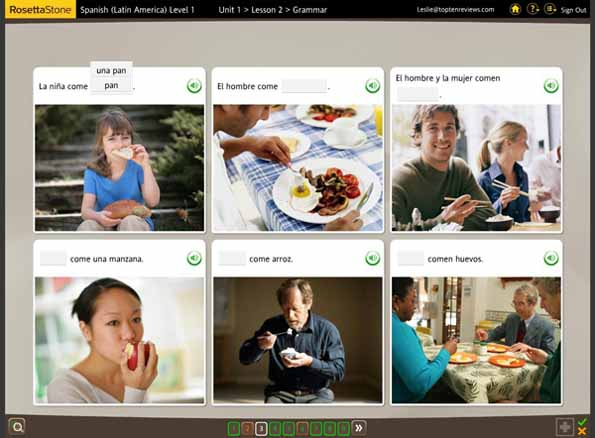 RosettaStone Spanish (Latin America) Level 1 Unit 1 > Lesson 2 > Grammar Leslie@toptenreviews.com ? Sign Out
una pan
pan
La niña come .
El hombre come .
El hombre y la mujer comen
.
come una manzana.
come arroz.
comen huevos.
1 2 3 4 5 6 7 8 9